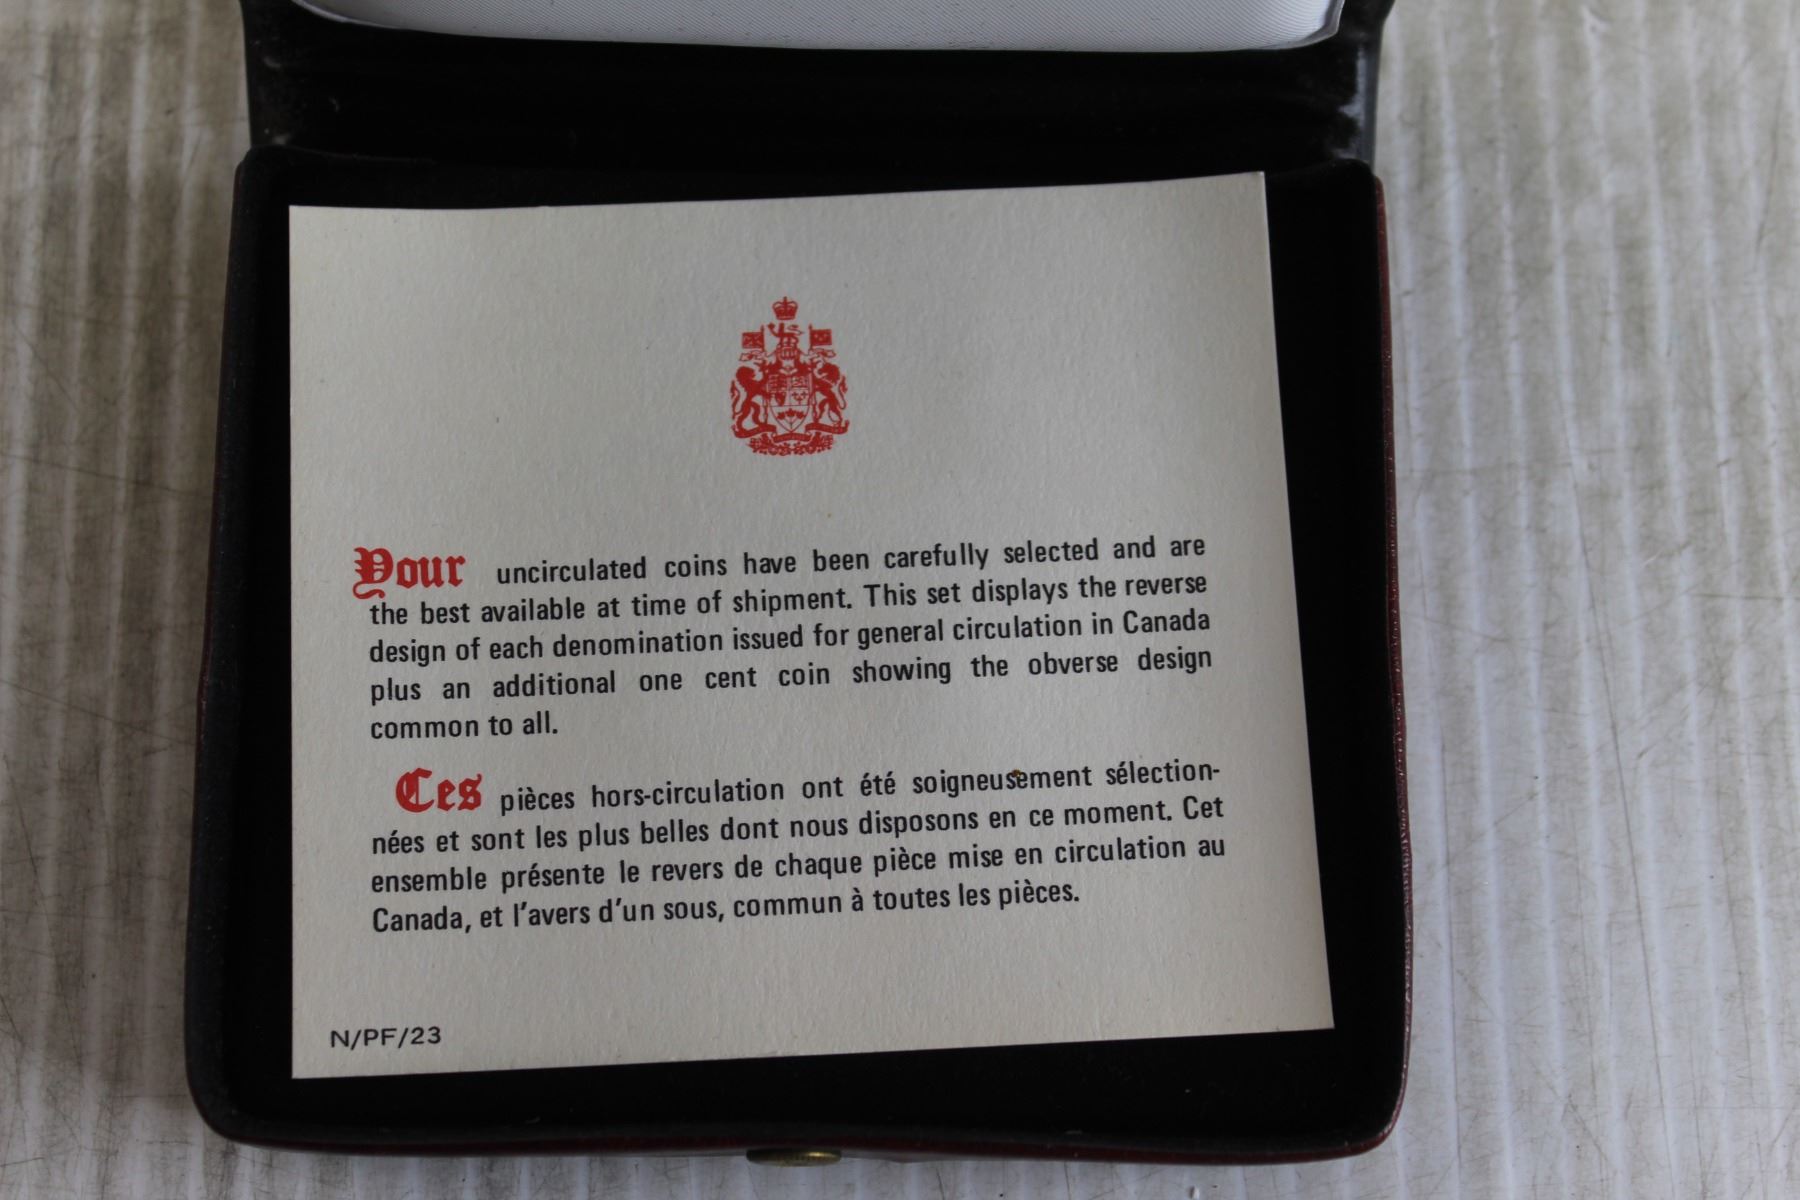 Your uncirculated coins have been carefully selected and are
the best available at time of shipment. This set displays the reverse
design of each denomination issued for general circulation in Canada
plus an additional one cent coin showing the obverse design
common to all.
Ces pièces hors-circulation ont été soigneusement sélection-
nées et sont les plus belles dont nous disposons en ce moment. Cet
ensemble présente le revers de chaque pièce mise en circulation au
Canada, et l'avers d'un sous, commun à toutes les pièces.
N/PF/23